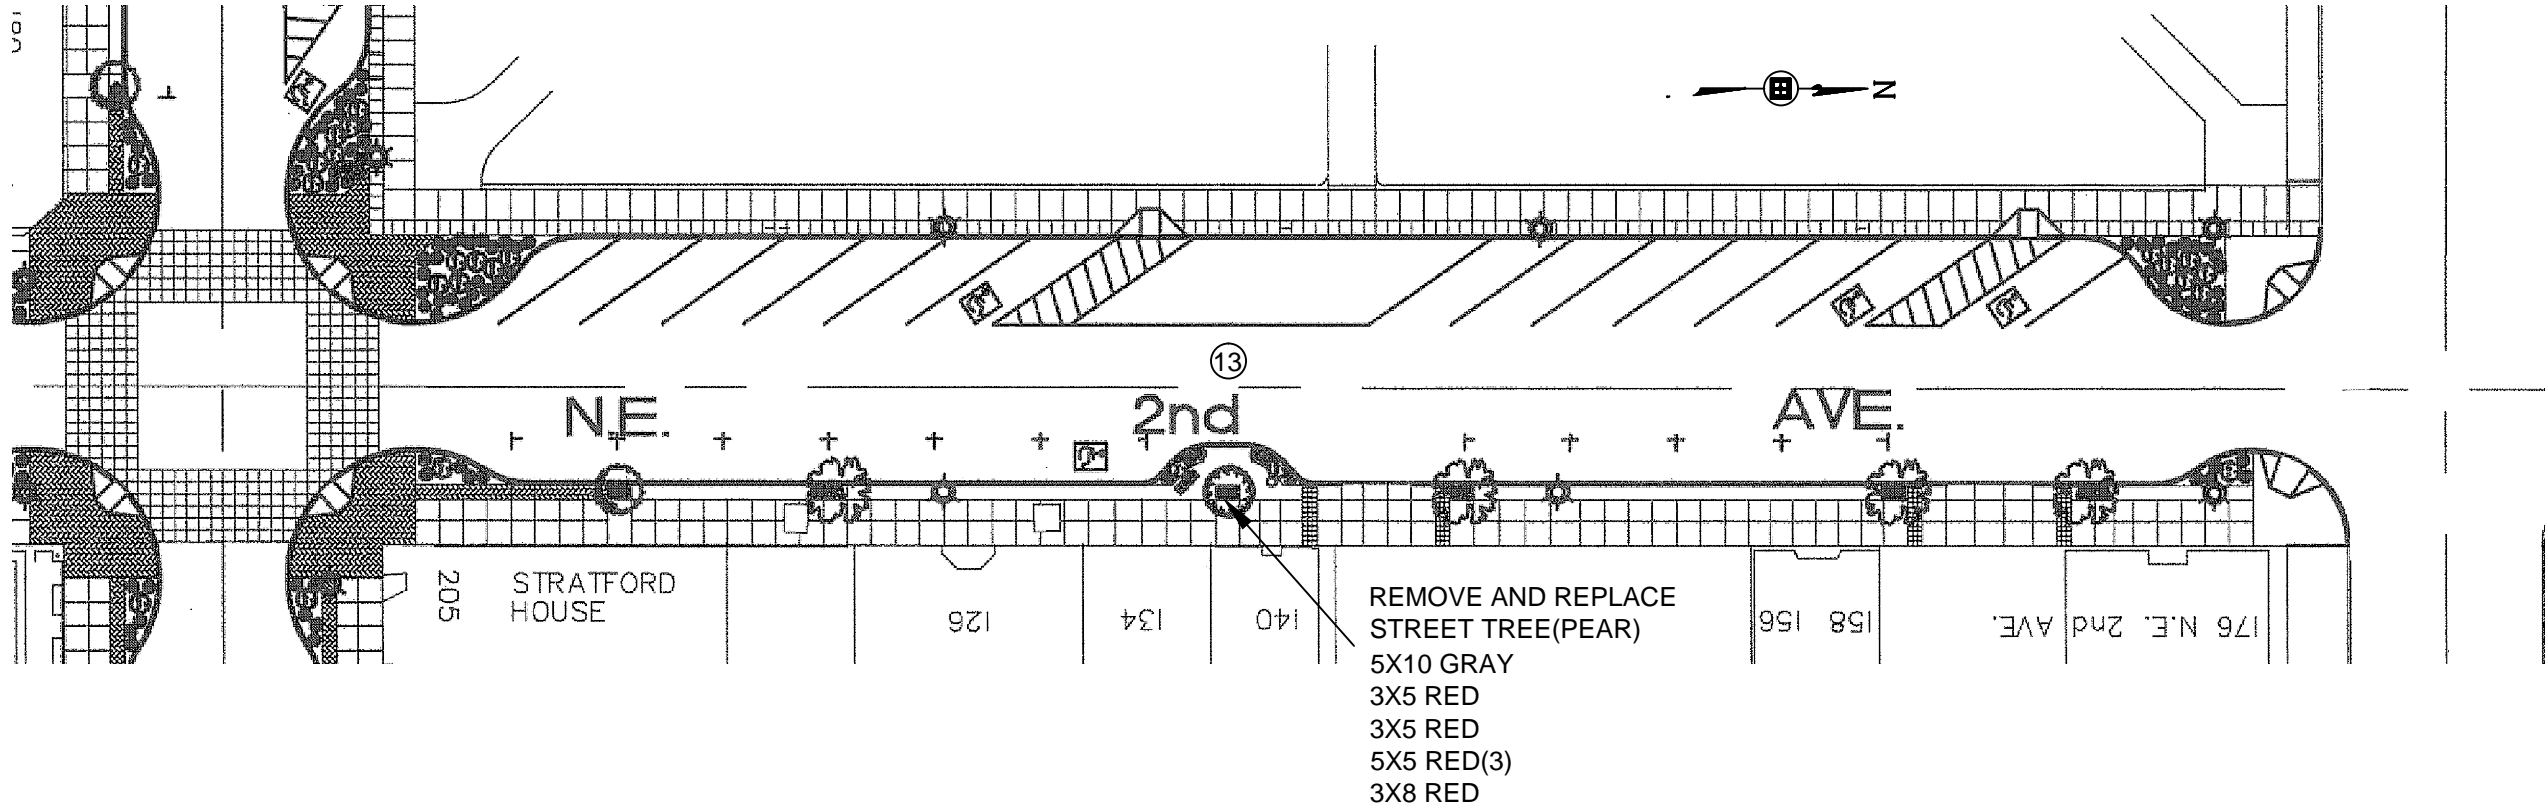 N
13
N.E. 2nd AVE.
205
STRATFORD
HOUSE
126
134
140
156 158
176 N.E. 2nd AVE.
REMOVE AND REPLACE
STREET TREE(PEAR)
5X10 GRAY
3X5 RED
3X5 RED
5X5 RED(3)
3X8 RED